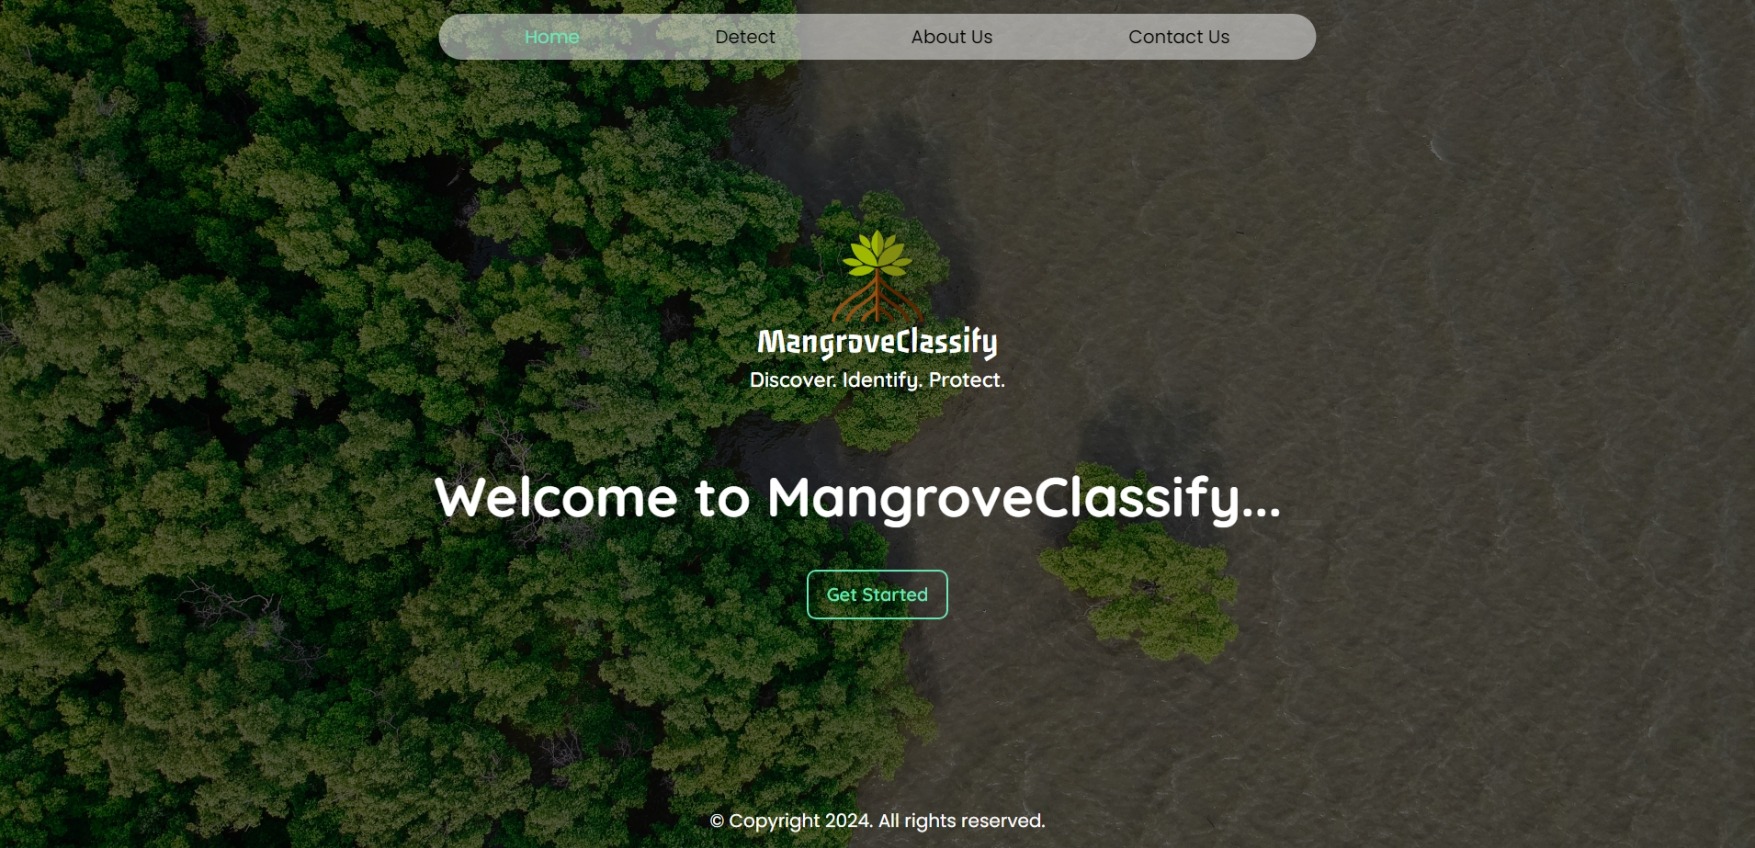 Home Detect About Us Contact Us
MangroveClassify
Discover. Identify. Protect.
Welcome to MangroveClassify...
Get Started
© Copyright 2024. All rights reserved.